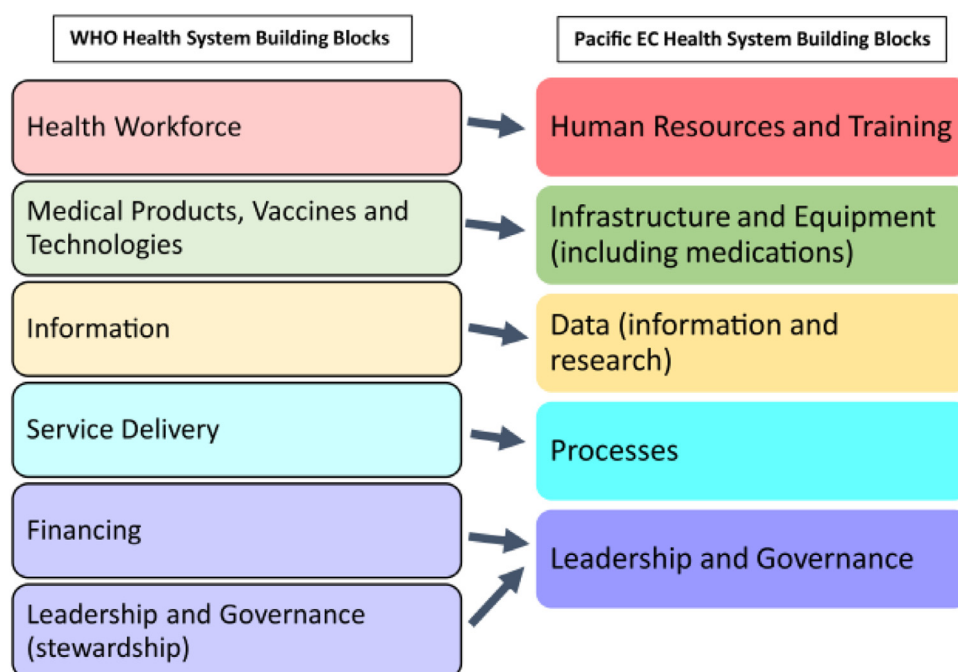 WHO Health System Building Blocks
Pacific EC Health System Building Blocks
Health Workforce
Human Resources and Training
Medical Products, Vaccines and
Technologies
Infrastructure and Equipment
(including medications)
Information
Data (information and
research)
Service Delivery
Processes
Financing
Leadership and Governance
Leadership and Governance
(stewardship)